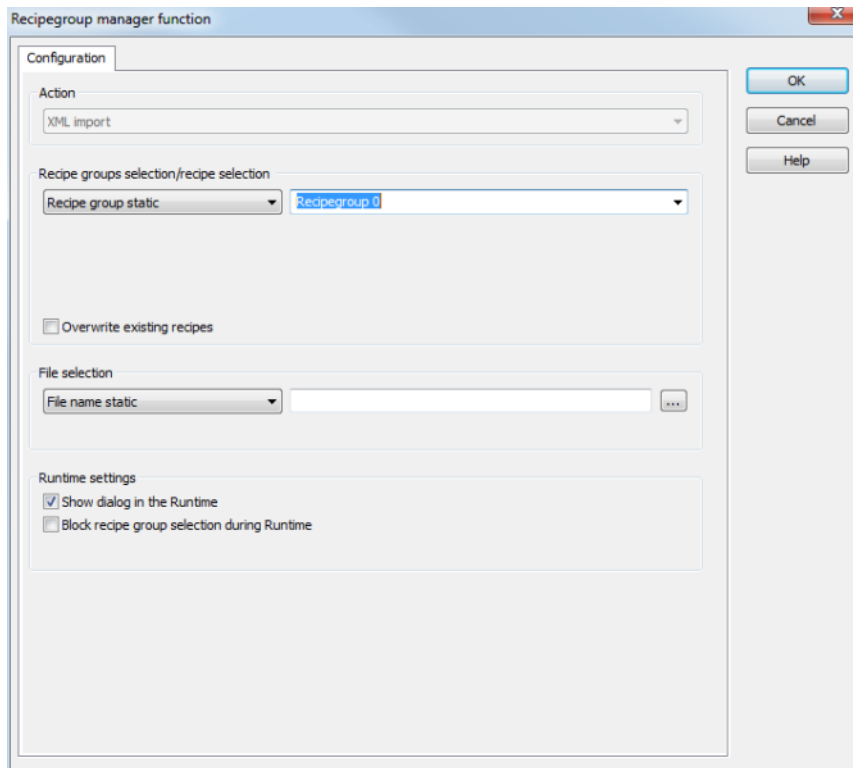 Recipegroup manager function
Configuration
OK
Action
XML import
Cancel
Help
Recipe groups selection/recipe selection
Recipe group static
Recipegroup 0
Overwrite existing recipes
File selection
File name static
...
Runtime settings
Show dialog in the Runtime
Block recipe group selection during Runtime